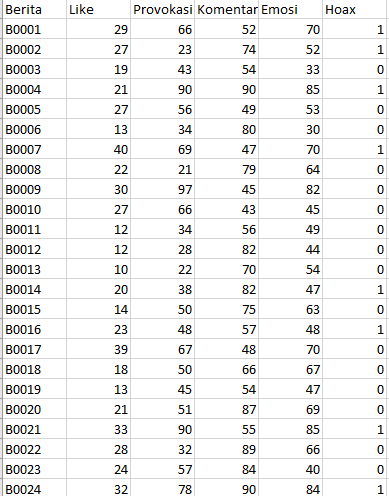 Berita Like Provokasi Komentar Emosi Hoax
B0001 29 66 52 70 1
B0002 27 23 74 52 1
B0003 19 43 54 33 0
B0004 21 90 90 85 1
B0005 27 56 49 53 0
B0006 13 34 80 30 0
B0007 40 69 47 70 1
B0008 22 21 79 64 0
B0009 30 97 45 82 0
B0010 27 66 43 45 0
B0011 12 34 56 49 0
B0012 12 28 82 44 0
B0013 10 22 70 54 0
B0014 20 38 82 47 1
B0015 14 50 75 63 0
B0016 23 48 57 48 1
B0017 39 67 48 70 0
B0018 18 50 66 67 0
B0019 13 45 54 47 0
B0020 21 51 87 69 0
B0021 33 90 55 85 1
B0022 28 32 89 66 0
B0023 24 57 84 40 0
B0024 32 78 90 84 1